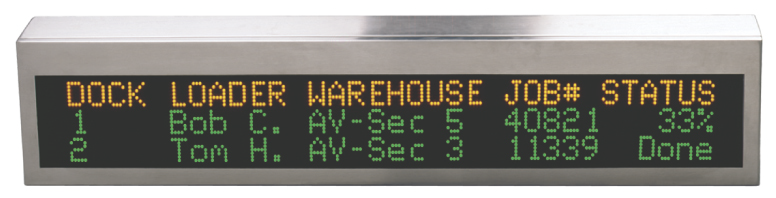 DOCK LOADER WAREHOUSE JOB# STATUS
1 Bob C. AV-Sec 5 40821 33%
2 Tom H. AV-Sec 3 11339 Done